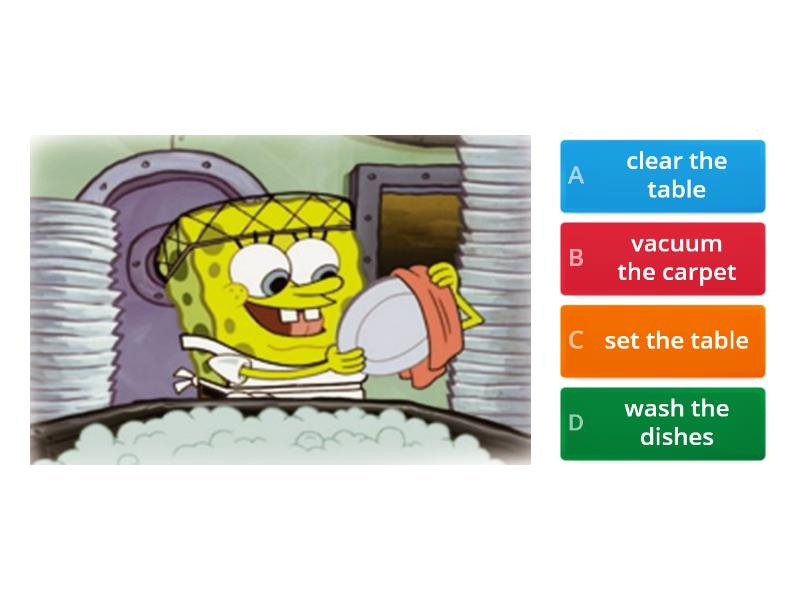 A
clear the
table
B
vacuum
the carpet
C
set the table
D
wash the
dishes